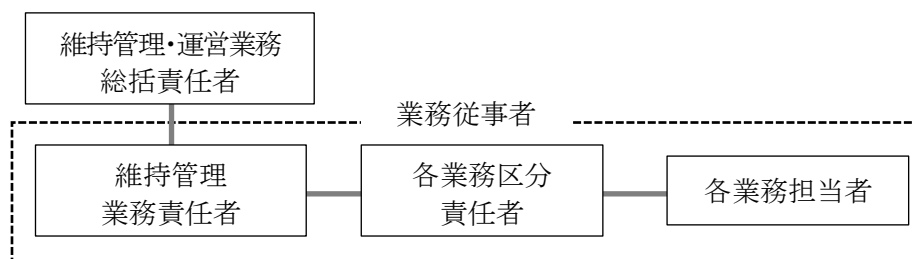 維持管理・運営業務
総括責任者
業務従事者
維持管理
業務責任者
各業務区分
責任者
各業務担当者